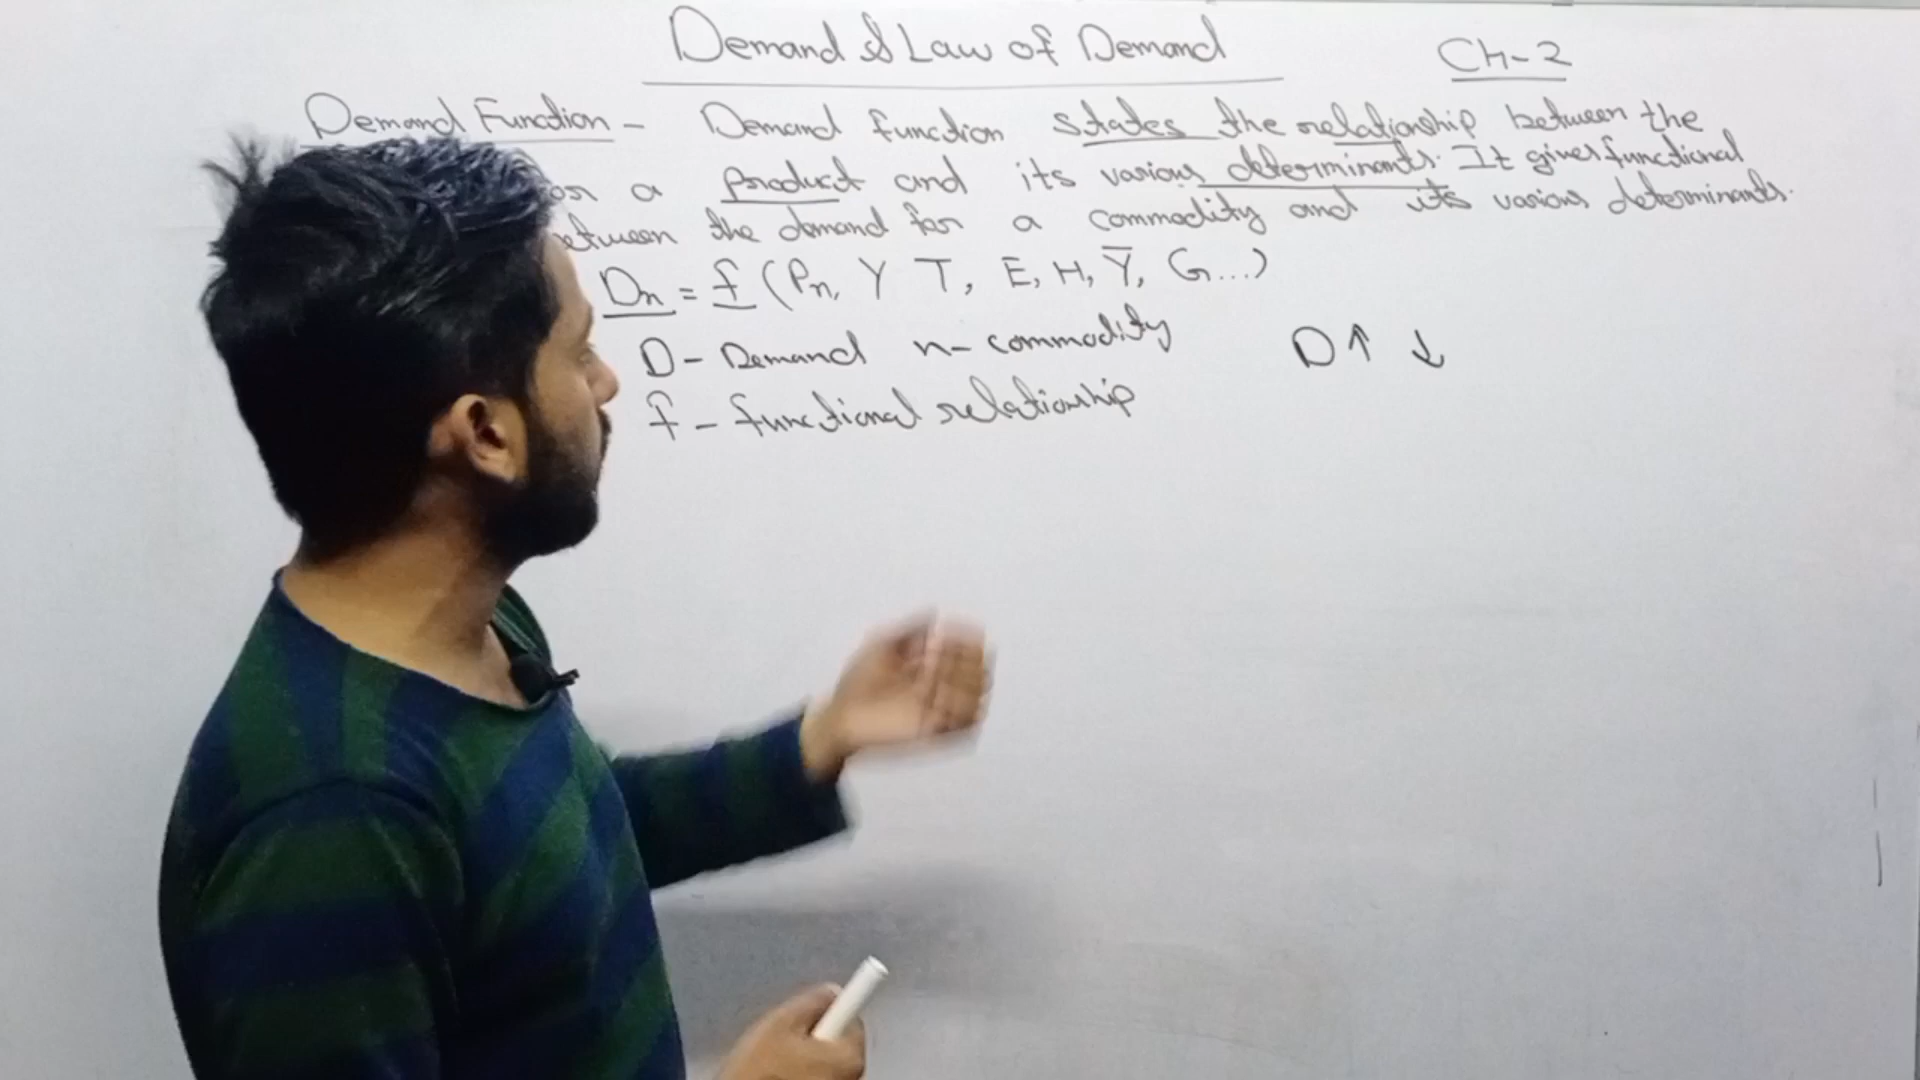 Demand & Law of Demand
Ch-2
Demand Function - Demand function states the relationship between the
for a product and its various determinants. It gives functional
between the demand for a commodity and its various determinants.
Dn = f (Pn, Y T, E, H, Y̅, G...)
D - Demand n - commodity
D ↑ ↓
f - functional relationship